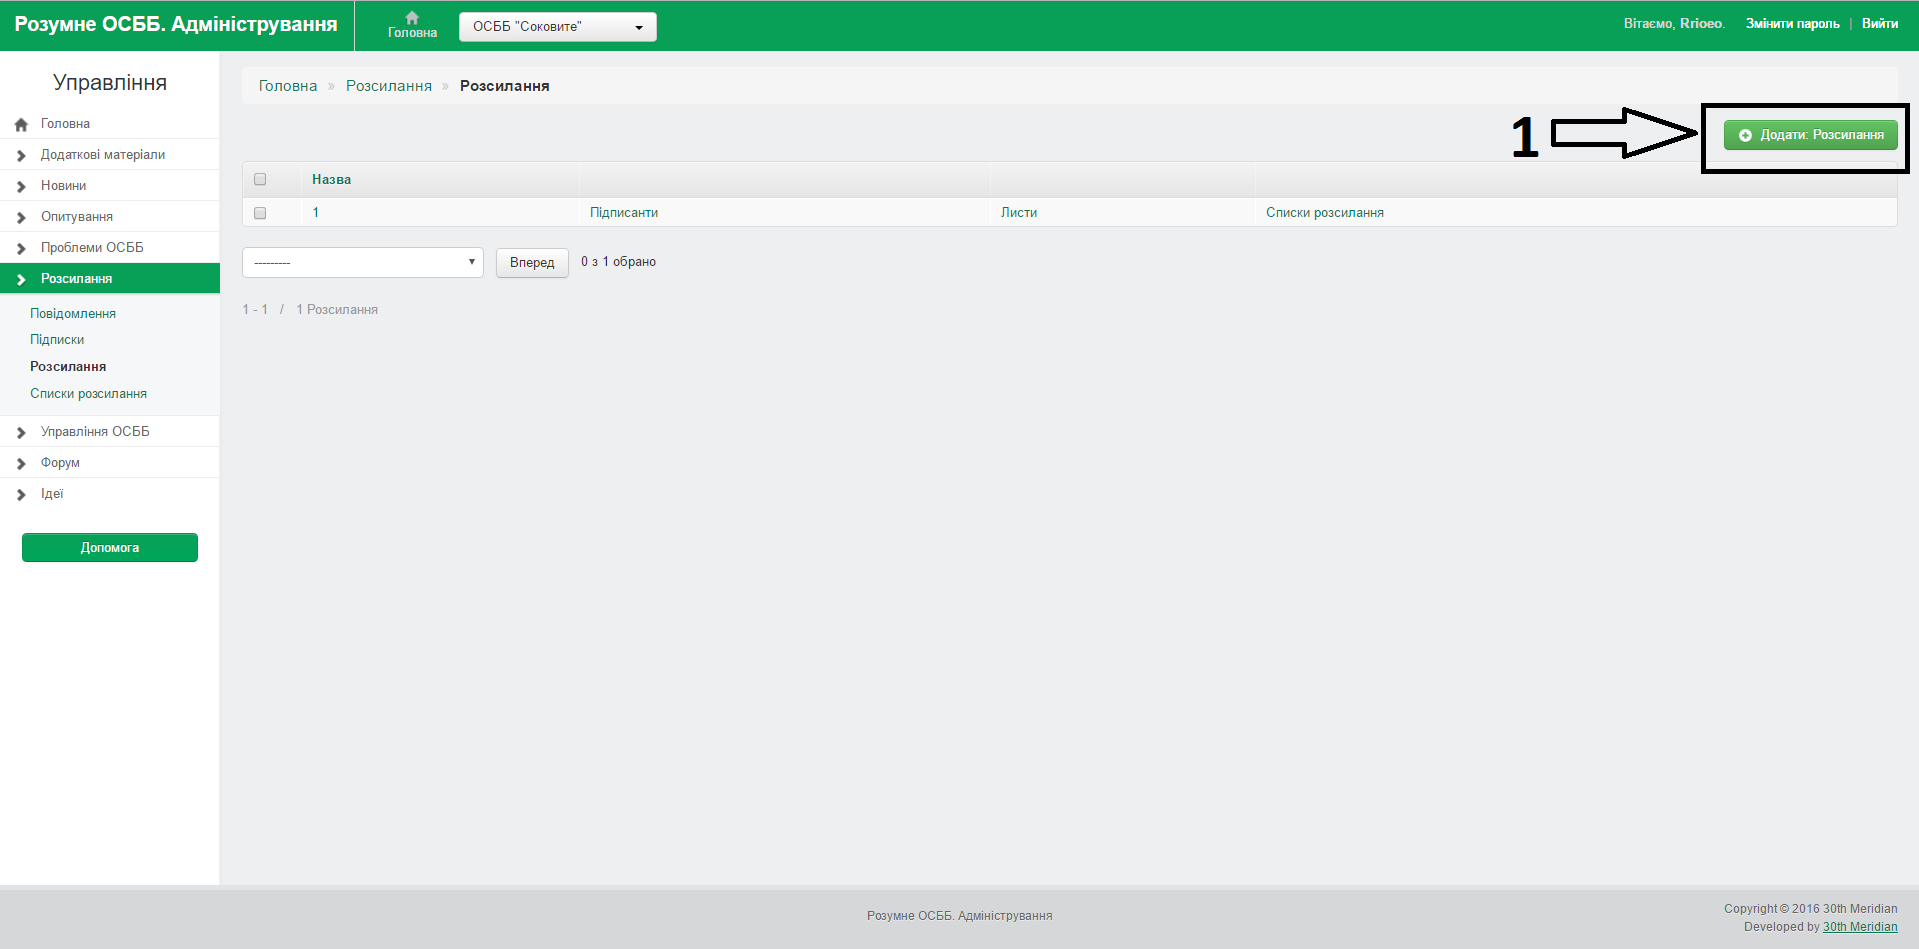 Розумне ОСББ. Адміністрування
Головна
ОСББ "Соковите"
Вітаємо, Rrioeo. Змінити пароль | Вийти
Управління
Головна
Додаткові матеріали
Новини
Опитування
Проблеми ОСББ
Розсилання
Повідомлення
Підписки
Розсилання
Списки розсилання
Управління ОСББ
Форум
Ідеї
Допомога
Головна » Розсилання » Розсилання
1
Додати: Розсилання
Назва
1 Підписанти Листи Списки розсилання
--------- Вперед 0 з 1 обрано
1 - 1 / 1 Розсилання
Розумне ОСББ. Адміністрування
Copyright © 2016 30th Meridian
Developed by 30th Meridian